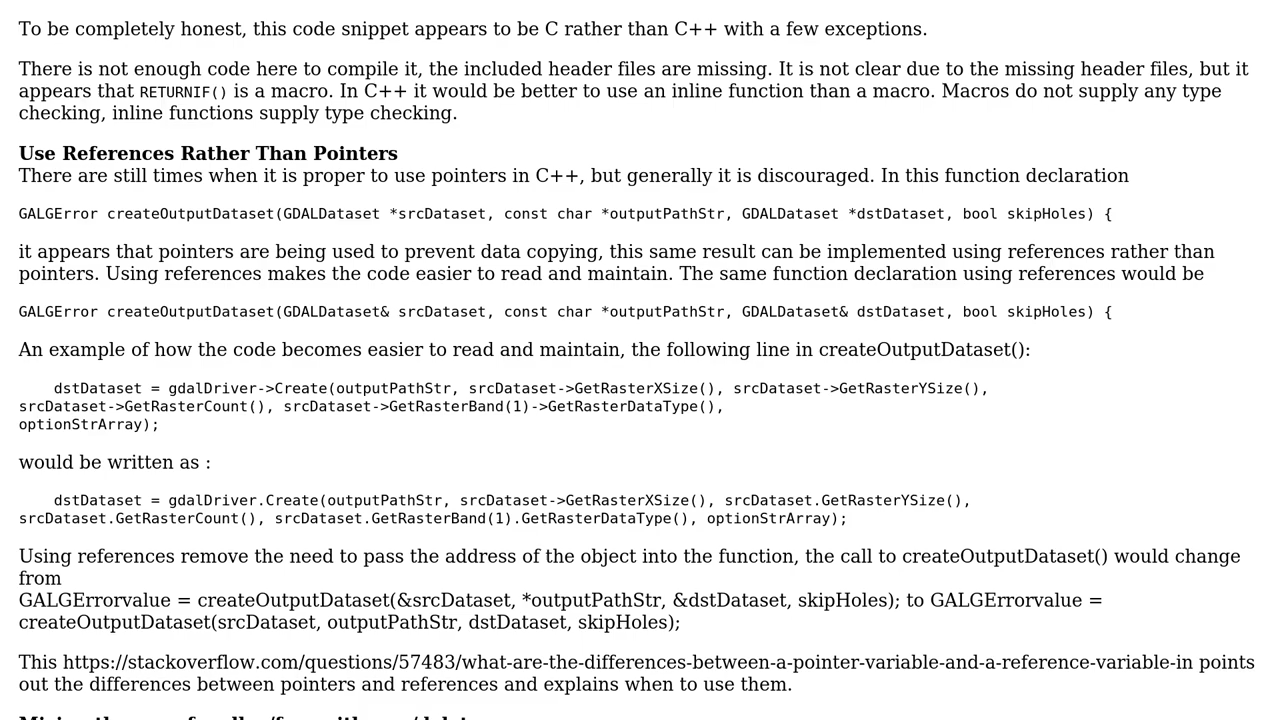 To be completely honest, this code snippet appears to be C rather than C++ with a few exceptions.
There is not enough code here to compile it, the included header files are missing. It is not clear due to the missing header files, but it
appears that RETURNIF() is a macro. In C++ it would be better to use an inline function than a macro. Macros do not supply any type
checking, inline functions supply type checking.
Use References Rather Than Pointers
There are still times when it is proper to use pointers in C++, but generally it is discouraged. In this function declaration
GALGError createOutputDataset(GDALDataset *srcDataset, const char *outputPathStr, GDALDataset *dstDataset, bool skipHoles) {
it appears that pointers are being used to prevent data copying, this same result can be implemented using references rather than
pointers. Using references makes the code easier to read and maintain. The same function declaration using references would be
GALGError createOutputDataset(GDALDataset& srcDataset, const char *outputPathStr, GDALDataset& dstDataset, bool skipHoles) {
An example of how the code becomes easier to read and maintain, the following line in createOutputDataset():
    dstDataset = gdalDriver->Create(outputPathStr, srcDataset->GetRasterXSize(), srcDataset->GetRasterYSize(),
srcDataset->GetRasterCount(), srcDataset->GetRasterBand(1)->GetRasterDataType(),
optionStrArray);
would be written as :
    dstDataset = gdalDriver.Create(outputPathStr, srcDataset->GetRasterXSize(), srcDataset.GetRasterYSize(),
srcDataset.GetRasterCount(), srcDataset.GetRasterBand(1).GetRasterDataType(), optionStrArray);
Using references remove the need to pass the address of the object into the function, the call to createOutputDataset() would change
from
GALGErrorvalue = createOutputDataset(&srcDataset, *outputPathStr, &dstDataset, skipHoles); to GALGErrorvalue =
createOutputDataset(srcDataset, outputPathStr, dstDataset, skipHoles);
This https://stackoverflow.com/questions/57483/what-are-the-differences-between-a-pointer-variable-and-a-reference-variable-in points
out the differences between pointers and references and explains when to use them.